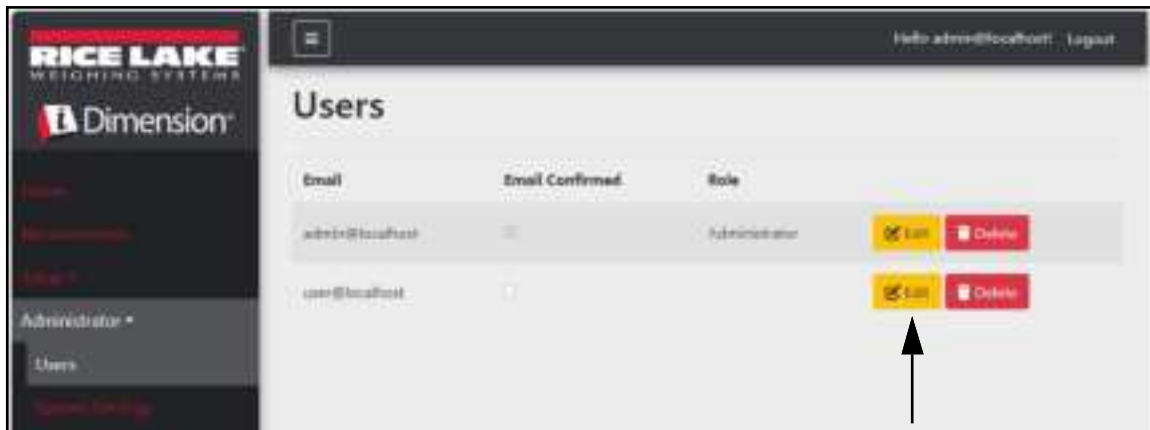 RICE LAKE
WEIGHING SYSTEMS
iDimension
Hello admin@localhost! Logout
Users
Email Email Confirmed Role
admin@localhost Administrator Edit Delete
user@localhost Edit Delete
Administrator
Users